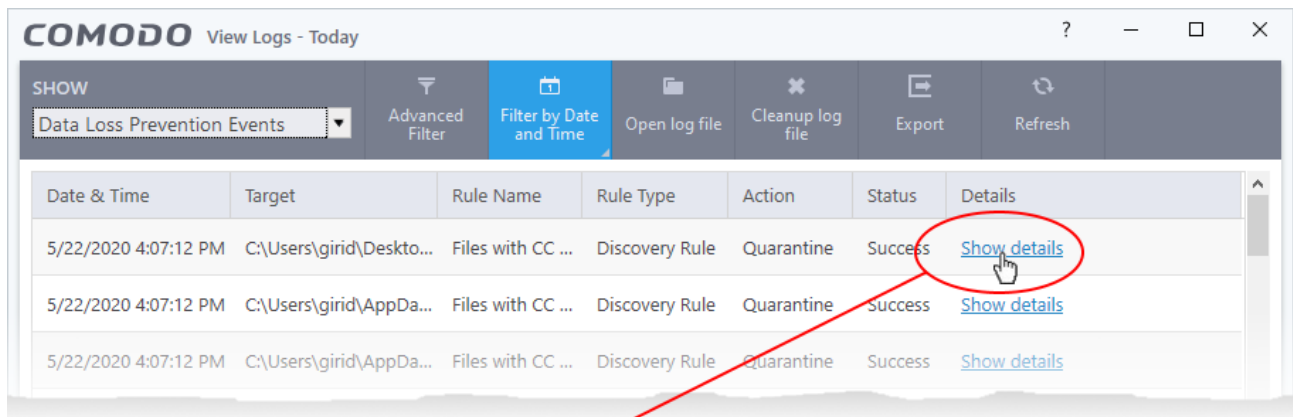 COMODO View Logs - Today ?
SHOW
Data Loss Prevention Events
Advanced Filter
Filter by Date and Time
Open log file
Cleanup log file
Export
Refresh
Date & Time Target Rule Name Rule Type Action Status Details
5/22/2020 4:07:12 PM C:\Users\girid\Deskto... Files with CC ... Discovery Rule Quarantine Success Show details
5/22/2020 4:07:12 PM C:\Users\girid\AppDa... Files with CC ... Discovery Rule Quarantine Success Show details
5/22/2020 4:07:12 PM C:\Users\girid\AppDa... Files with CC ... Discovery Rule Quarantine Success Show details